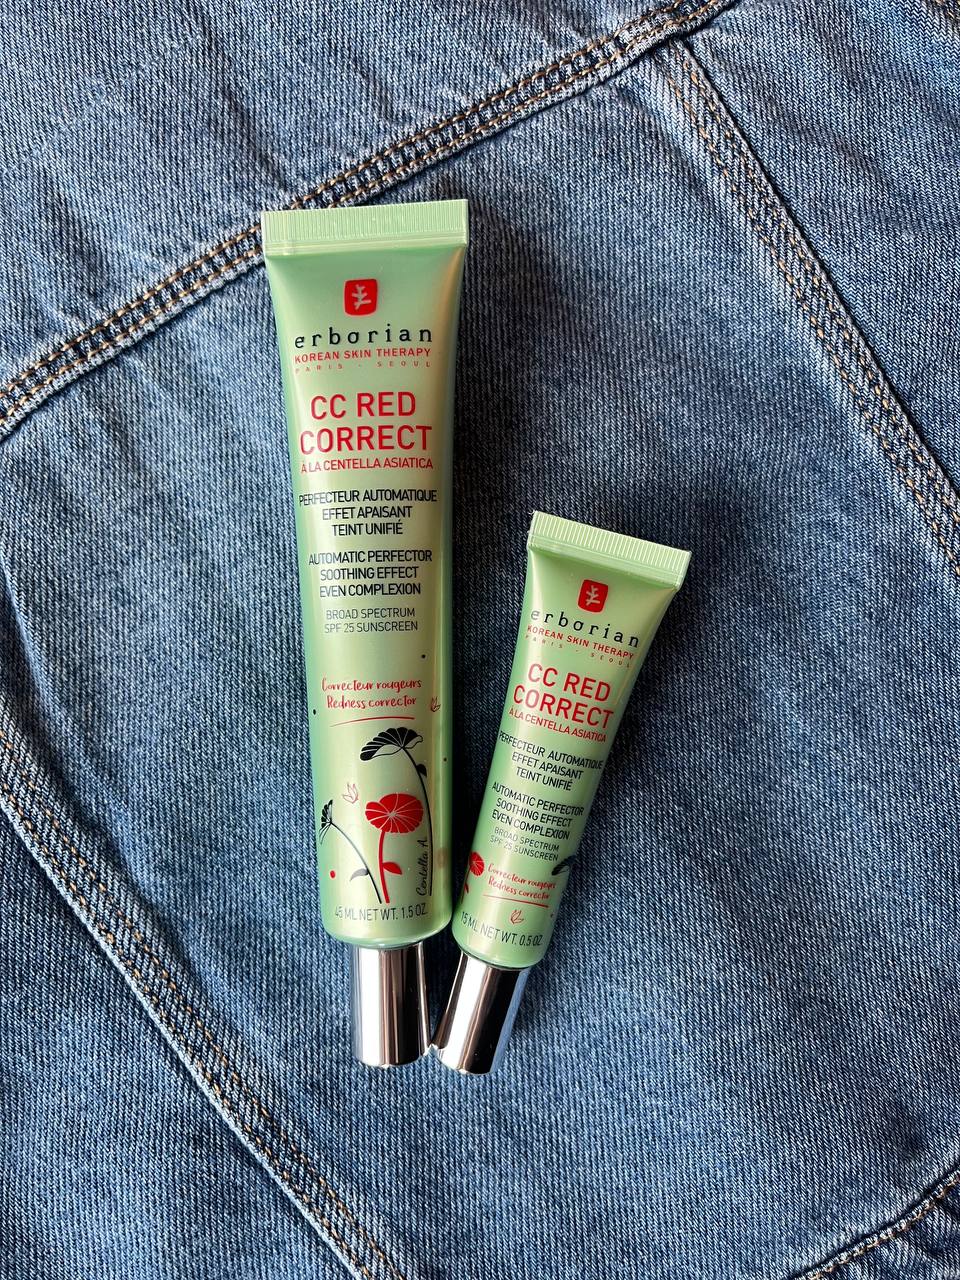 erborian
KOREAN SKIN THERAPY
PARIS · SEOUL
CC RED
CORRECT
À LA CENTELLA ASIATICA
PERFECTEUR AUTOMATIQUE
EFFET APAISANT
TEINT UNIFIÉ
AUTOMATIC PERFECTOR
SOOTHING EFFECT
EVEN COMPLEXION
BROAD SPECTRUM
SPF 25 SUNSCREEN
Correcteur rougeurs
Redness corrector
Centella A.
45 ML NET WT. 1.5 OZ.
erborian
KOREAN SKIN THERAPY
PARIS · SEOUL
CC RED
CORRECT
À LA CENTELLA ASIATICA
PERFECTEUR AUTOMATIQUE
EFFET APAISANT
TEINT UNIFIÉ
AUTOMATIC PERFECTOR
SOOTHING EFFECT
EVEN COMPLEXION
BROAD SPECTRUM
SPF 25 SUNSCREEN
Correcteur rougeurs
Redness corrector
15 ML NET WT. 0.5 OZ.